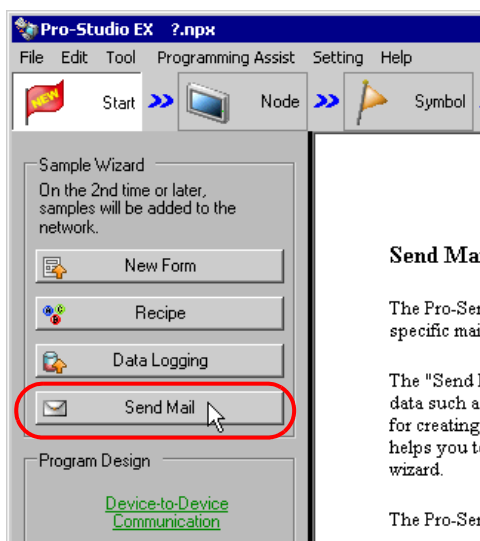 Pro-Studio EX ?.npx
File Edit Tool Programming Assist Setting Help
NEW Start Node Symbol
Sample Wizard
On the 2nd time or later,
samples will be added to the
network.
New Form
Recipe
Data Logging
Send Mail
Program Design
Device-to-Device
Communication
Send Ma
The Pro-Ser
specific mai
The "Send
data such a
for creating
helps you t
wizard.
The Pro-Ser